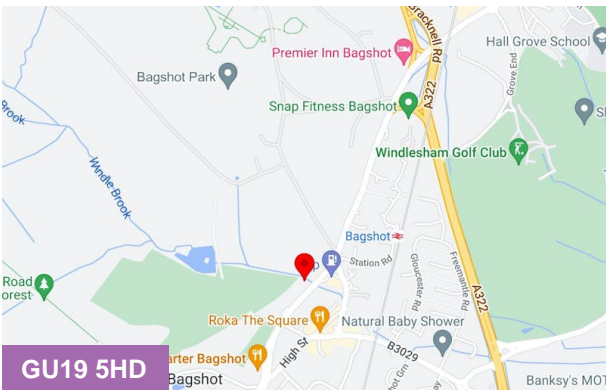 Bracknell Rd
Hall Grove School
Premier Inn Bagshot
Bagshot Park
Grove End
A322
Snap Fitness Bagshot
Brook
Windlesham Golf Club
Windle Brook
Bagshot
Station Rd
Gloucester Rd
Freemantle Rd
Road
orest
A322
Roka The Square
Natural Baby Shower
High St
B3029
arter Bagshot
GU19 5HD
Bagshot
Banksy's MOT